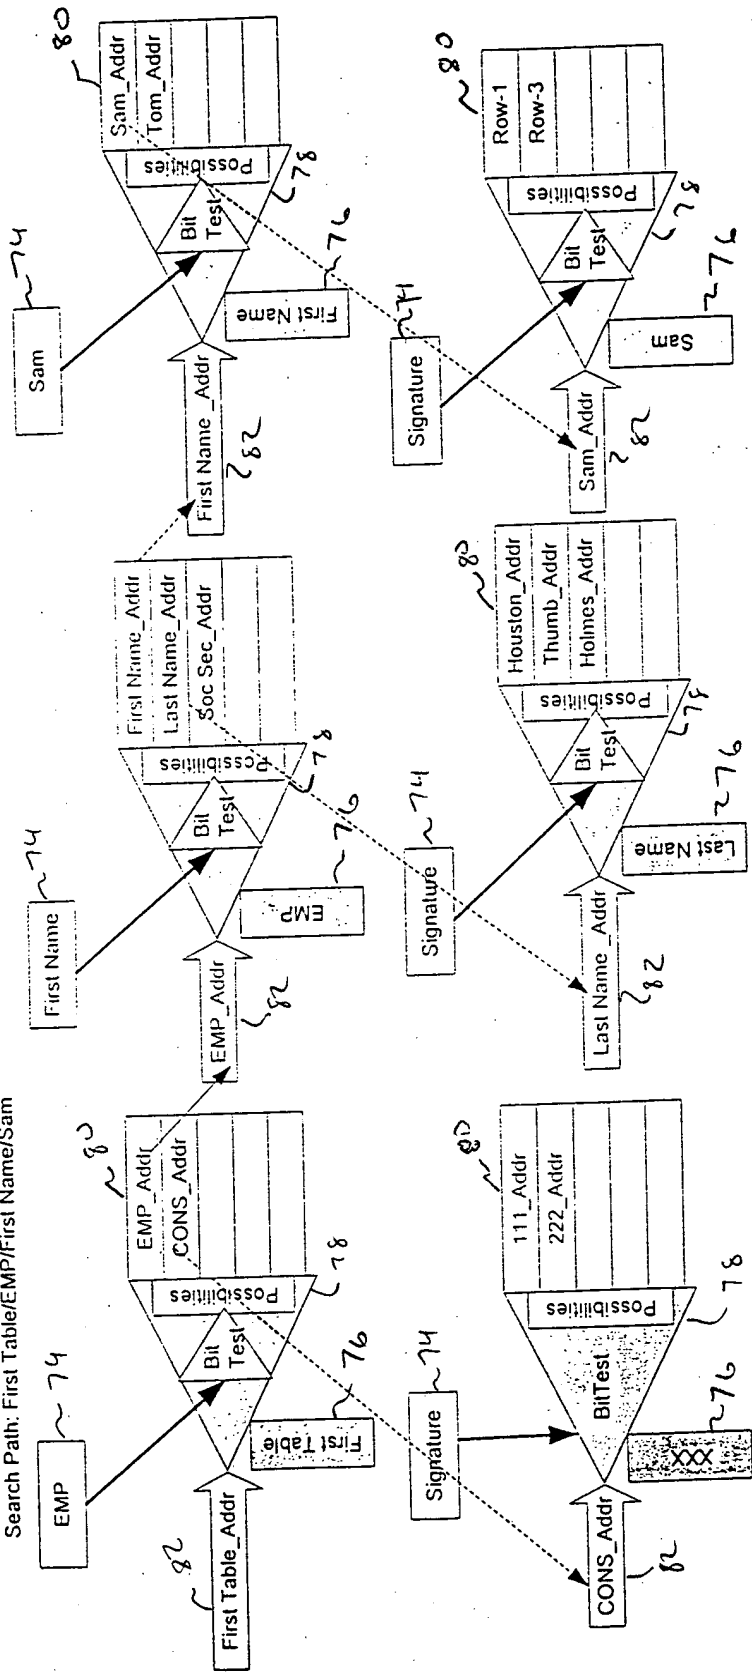 Search Path: First Table/EMP/First Name/Sam
EMP
74
First Table_Addr
82
First Table
76
Bit
Test
Possibilities
78
EMP_Addr
CONS_Addr
80
First Name
74
EMP_Addr
82
EMP
76
Bit
Test
Possibilities
78
First Name_Addr
Last Name_Addr
Soc Sec_Addr
Sam
74
First Name_Addr
82
First Name
76
Bit
Test
Possibilities
78
Sam_Addr
Tom_Addr
80
Signature
74
CONS_Addr
82
XXX
76
BitTest
Possibilities
78
111_Addr
222_Addr
80
Signature
74
Last Name_Addr
82
Last Name
76
Bit
Test
Possibilities
78
Houston_Addr
Thumb_Addr
Holmes_Addr
80
Signature
74
Sam_Addr
82
Sam
76
Bit
Test
Possibilities
78
Row-1
Row-3
80